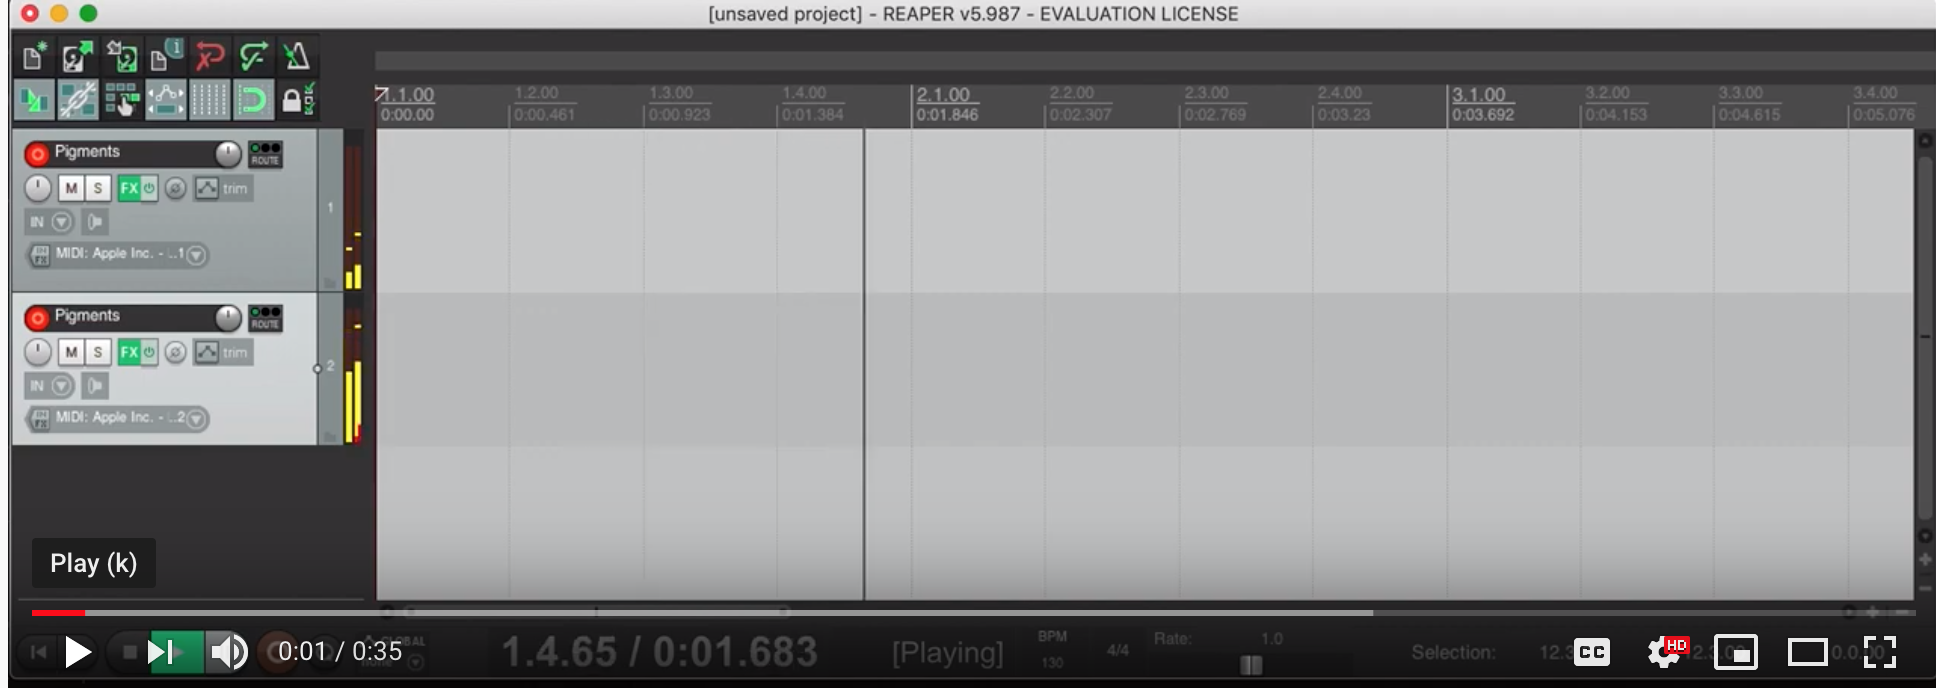 [unsaved project] - REAPER v5.987 - EVALUATION LICENSE
1.1.00 1.2.00 1.3.00 1.4.00 2.1.00 2.2.00 2.3.00 2.4.00 3.1.00 3.2.00 3.3.00 3.4.00
0:00.00 0:00.461 0:00.923 0:01.384 0:01.846 0:02.307 0:02.769 0:03.23 0:03.692 0:04.153 0:04.615 0:05.076
Pigments ROUTE
M S FX trim
1
IN
IN FX MIDI: Apple Inc. - ...1
Pigments ROUTE
M S FX trim
2
IN
IN FX MIDI: Apple Inc. - ...2
Play (k)
0:01 / 0:35
GLOBAL
none
1.4.65 / 0:01.683
[Playing]
BPM
130
4/4
Rate: 1.0
Selection:
CC
HD